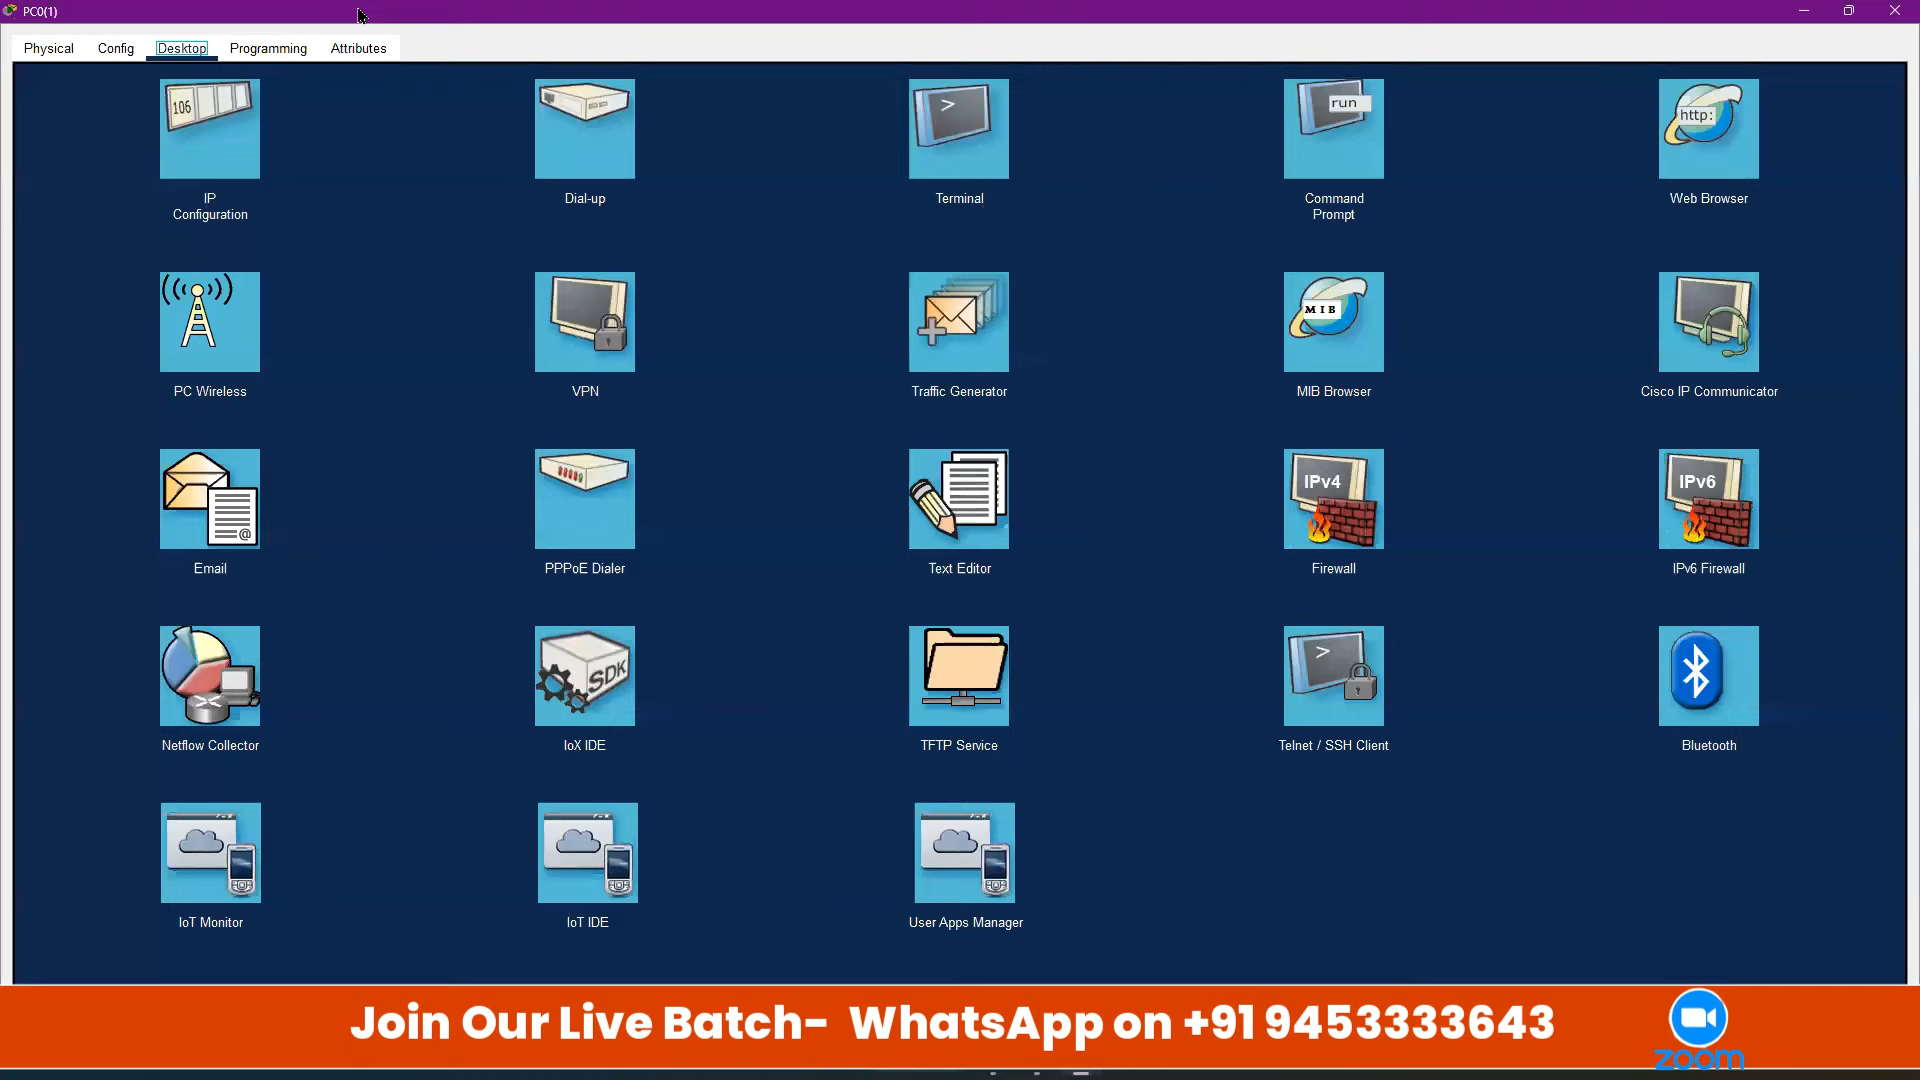 PC0(1)
Physical Config Desktop Programming Attributes
106
>
run
http:
IP
Configuration
Dial-up
Terminal
Command
Prompt
Web Browser
MIB
PC Wireless
VPN
Traffic Generator
MIB Browser
Cisco IP Communicator
@
IPv4
IPv6
Email
PPPoE Dialer
Text Editor
Firewall
IPv6 Firewall
SDK
>
Netflow Collector
IoX IDE
TFTP Service
Telnet / SSH Client
Bluetooth
IoT Monitor
IoT IDE
User Apps Manager
Join Our Live Batch- WhatsApp on +91 9453333643
zoom